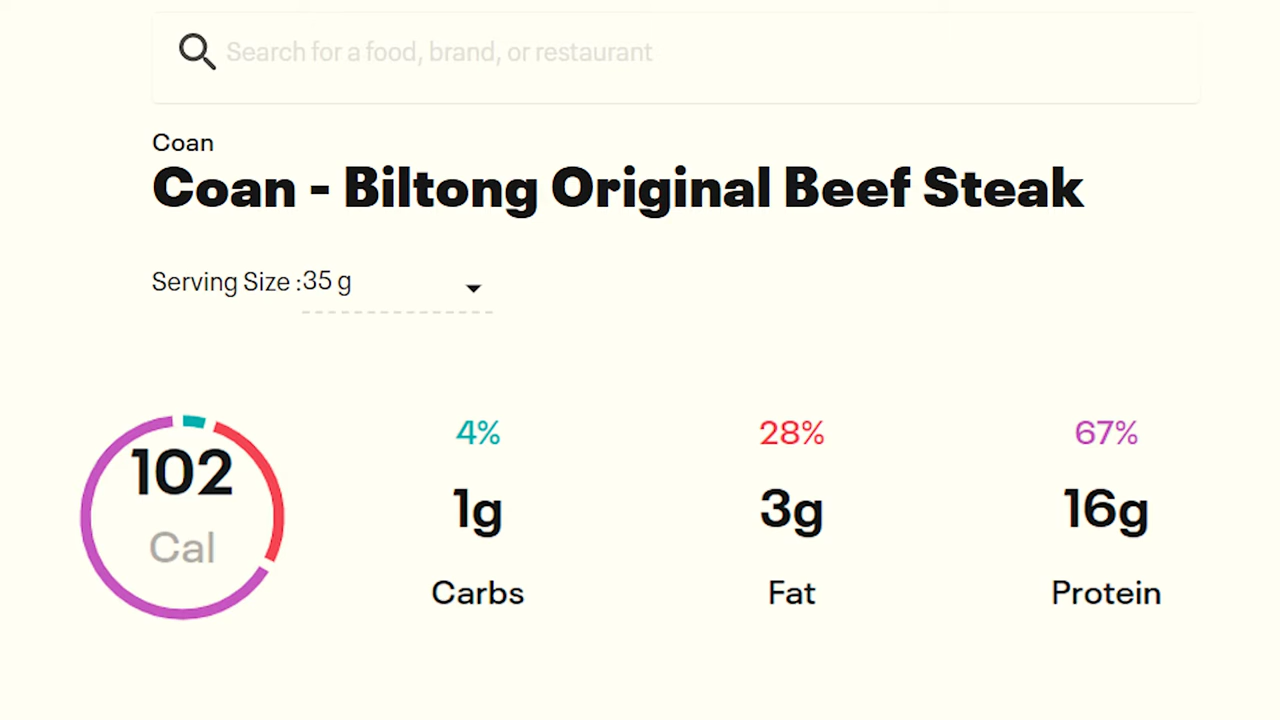 Search for a food, brand, or restaurant
Coan
Coan - Biltong Original Beef Steak
Serving Size :35 g
102
Cal
4%
1g
Carbs
28%
3g
Fat
67%
16g
Protein